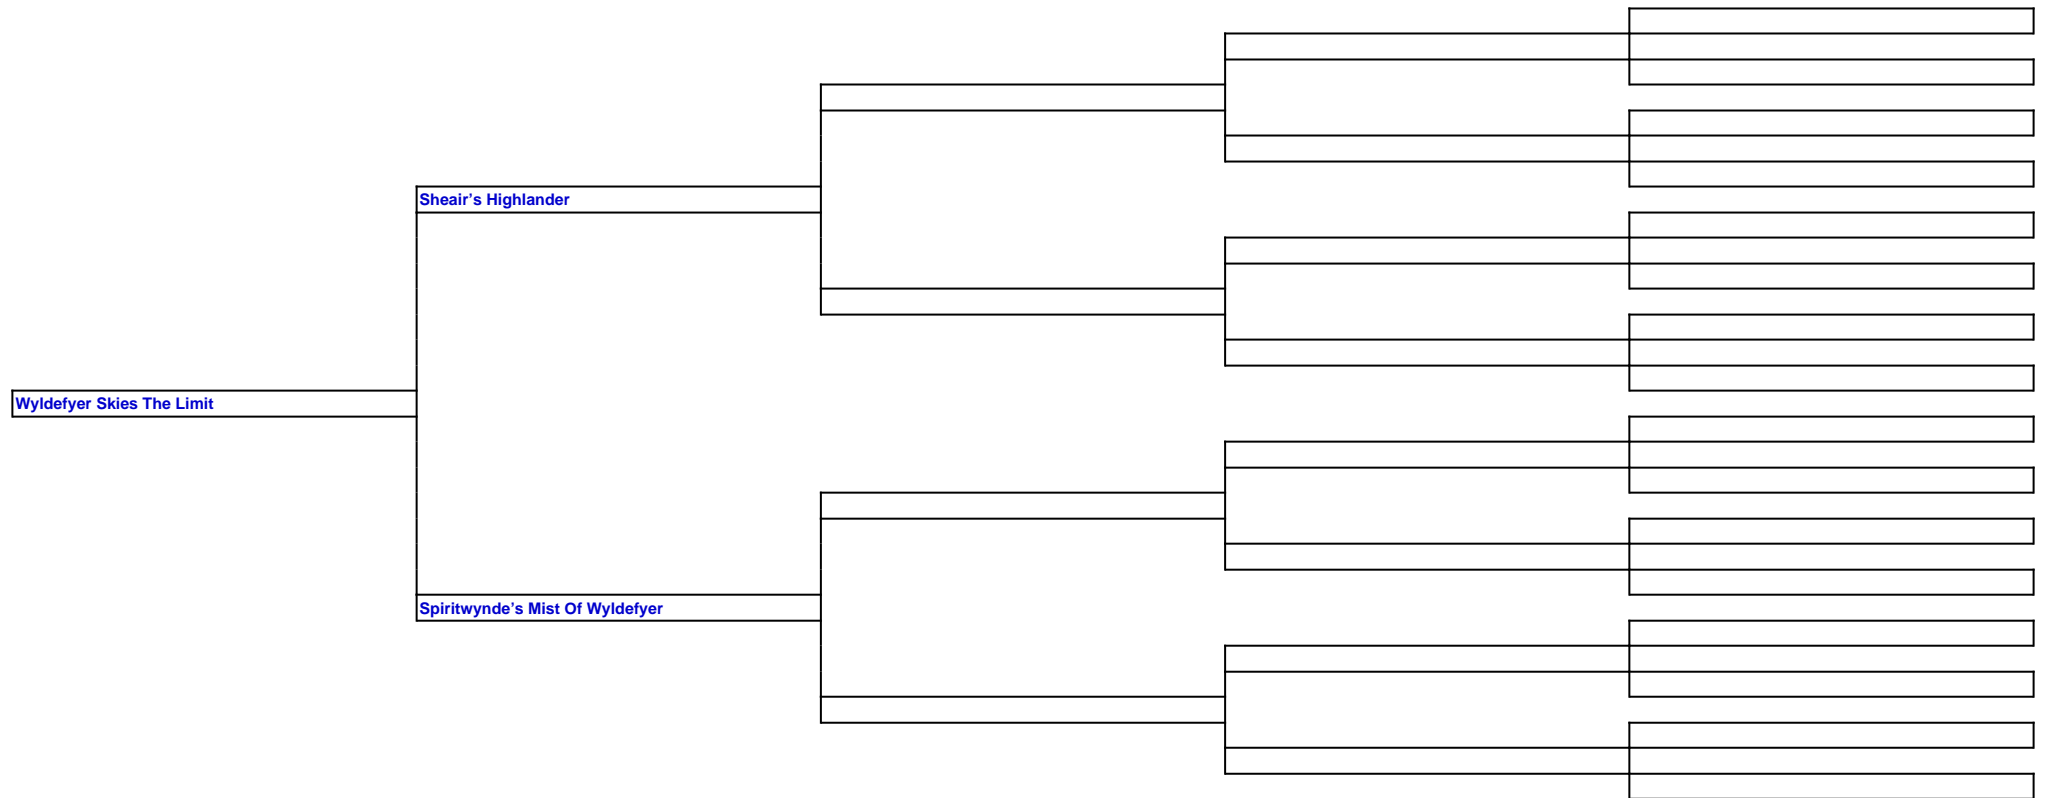 Sheair’s Highlander
Wyldefyer Skies The Limit
Spiritwynde’s Mist Of Wyldefyer